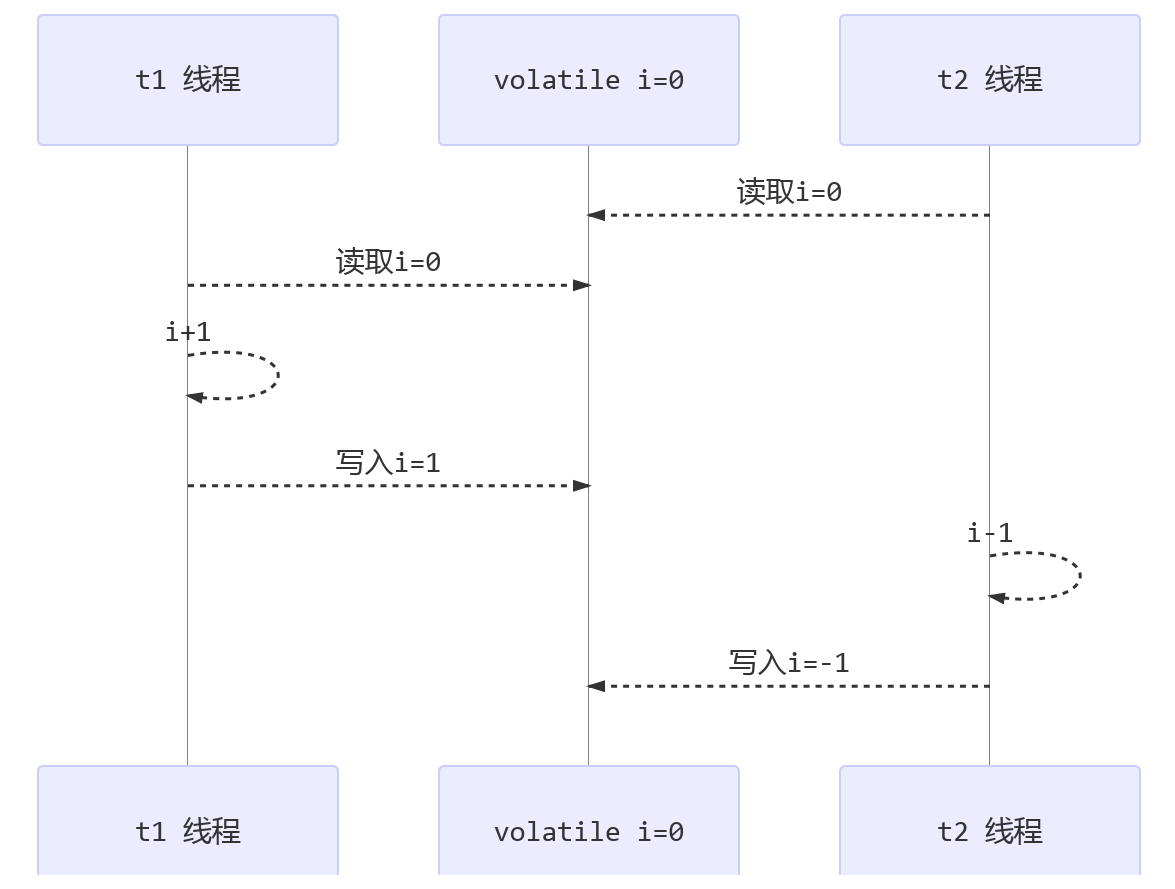 t1 线程
volatile i=0
t2 线程
读取i=0
读取i=0
i+1
写入i=1
i-1
写入i=-1
t1 线程
volatile i=0
t2 线程